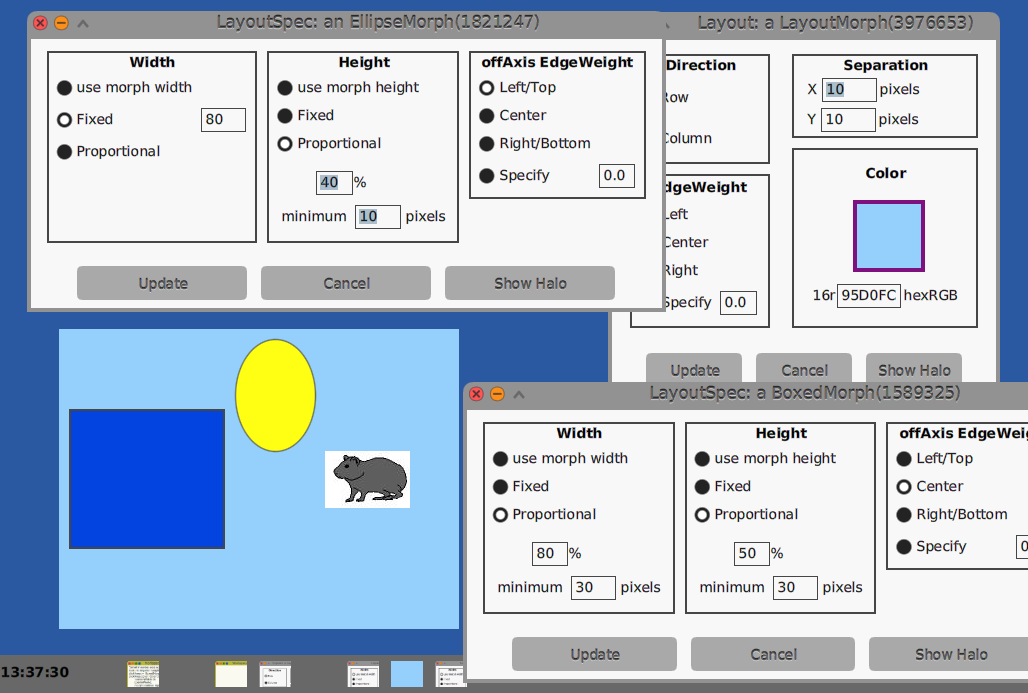 LayoutSpec: an EllipseMorph(1821247)
Width
use morph width
Fixed 80
Proportional
Height
use morph height
Fixed
Proportional
40 %
minimum 10 pixels
offAxis EdgeWeight
Left/Top
Center
Right/Bottom
Specify 0.0
Update Cancel Show Halo
Layout: a LayoutMorph(3976653)
Direction
Row
Column
Separation
X 10 pixels
Y 10 pixels
dgeWeight
Left
Center
Right
Specify 0.0
Color
16r 95D0FC hexRGB
Update Cancel Show Halo
LayoutSpec: a BoxedMorph(1589325)
Width
use morph width
Fixed
Proportional
80 %
minimum 30 pixels
Height
use morph height
Fixed
Proportional
50 %
minimum 30 pixels
offAxis EdgeWeig
Left/Top
Center
Right/Bottom
Specify 0
Update Cancel Show Halo
13:37:30